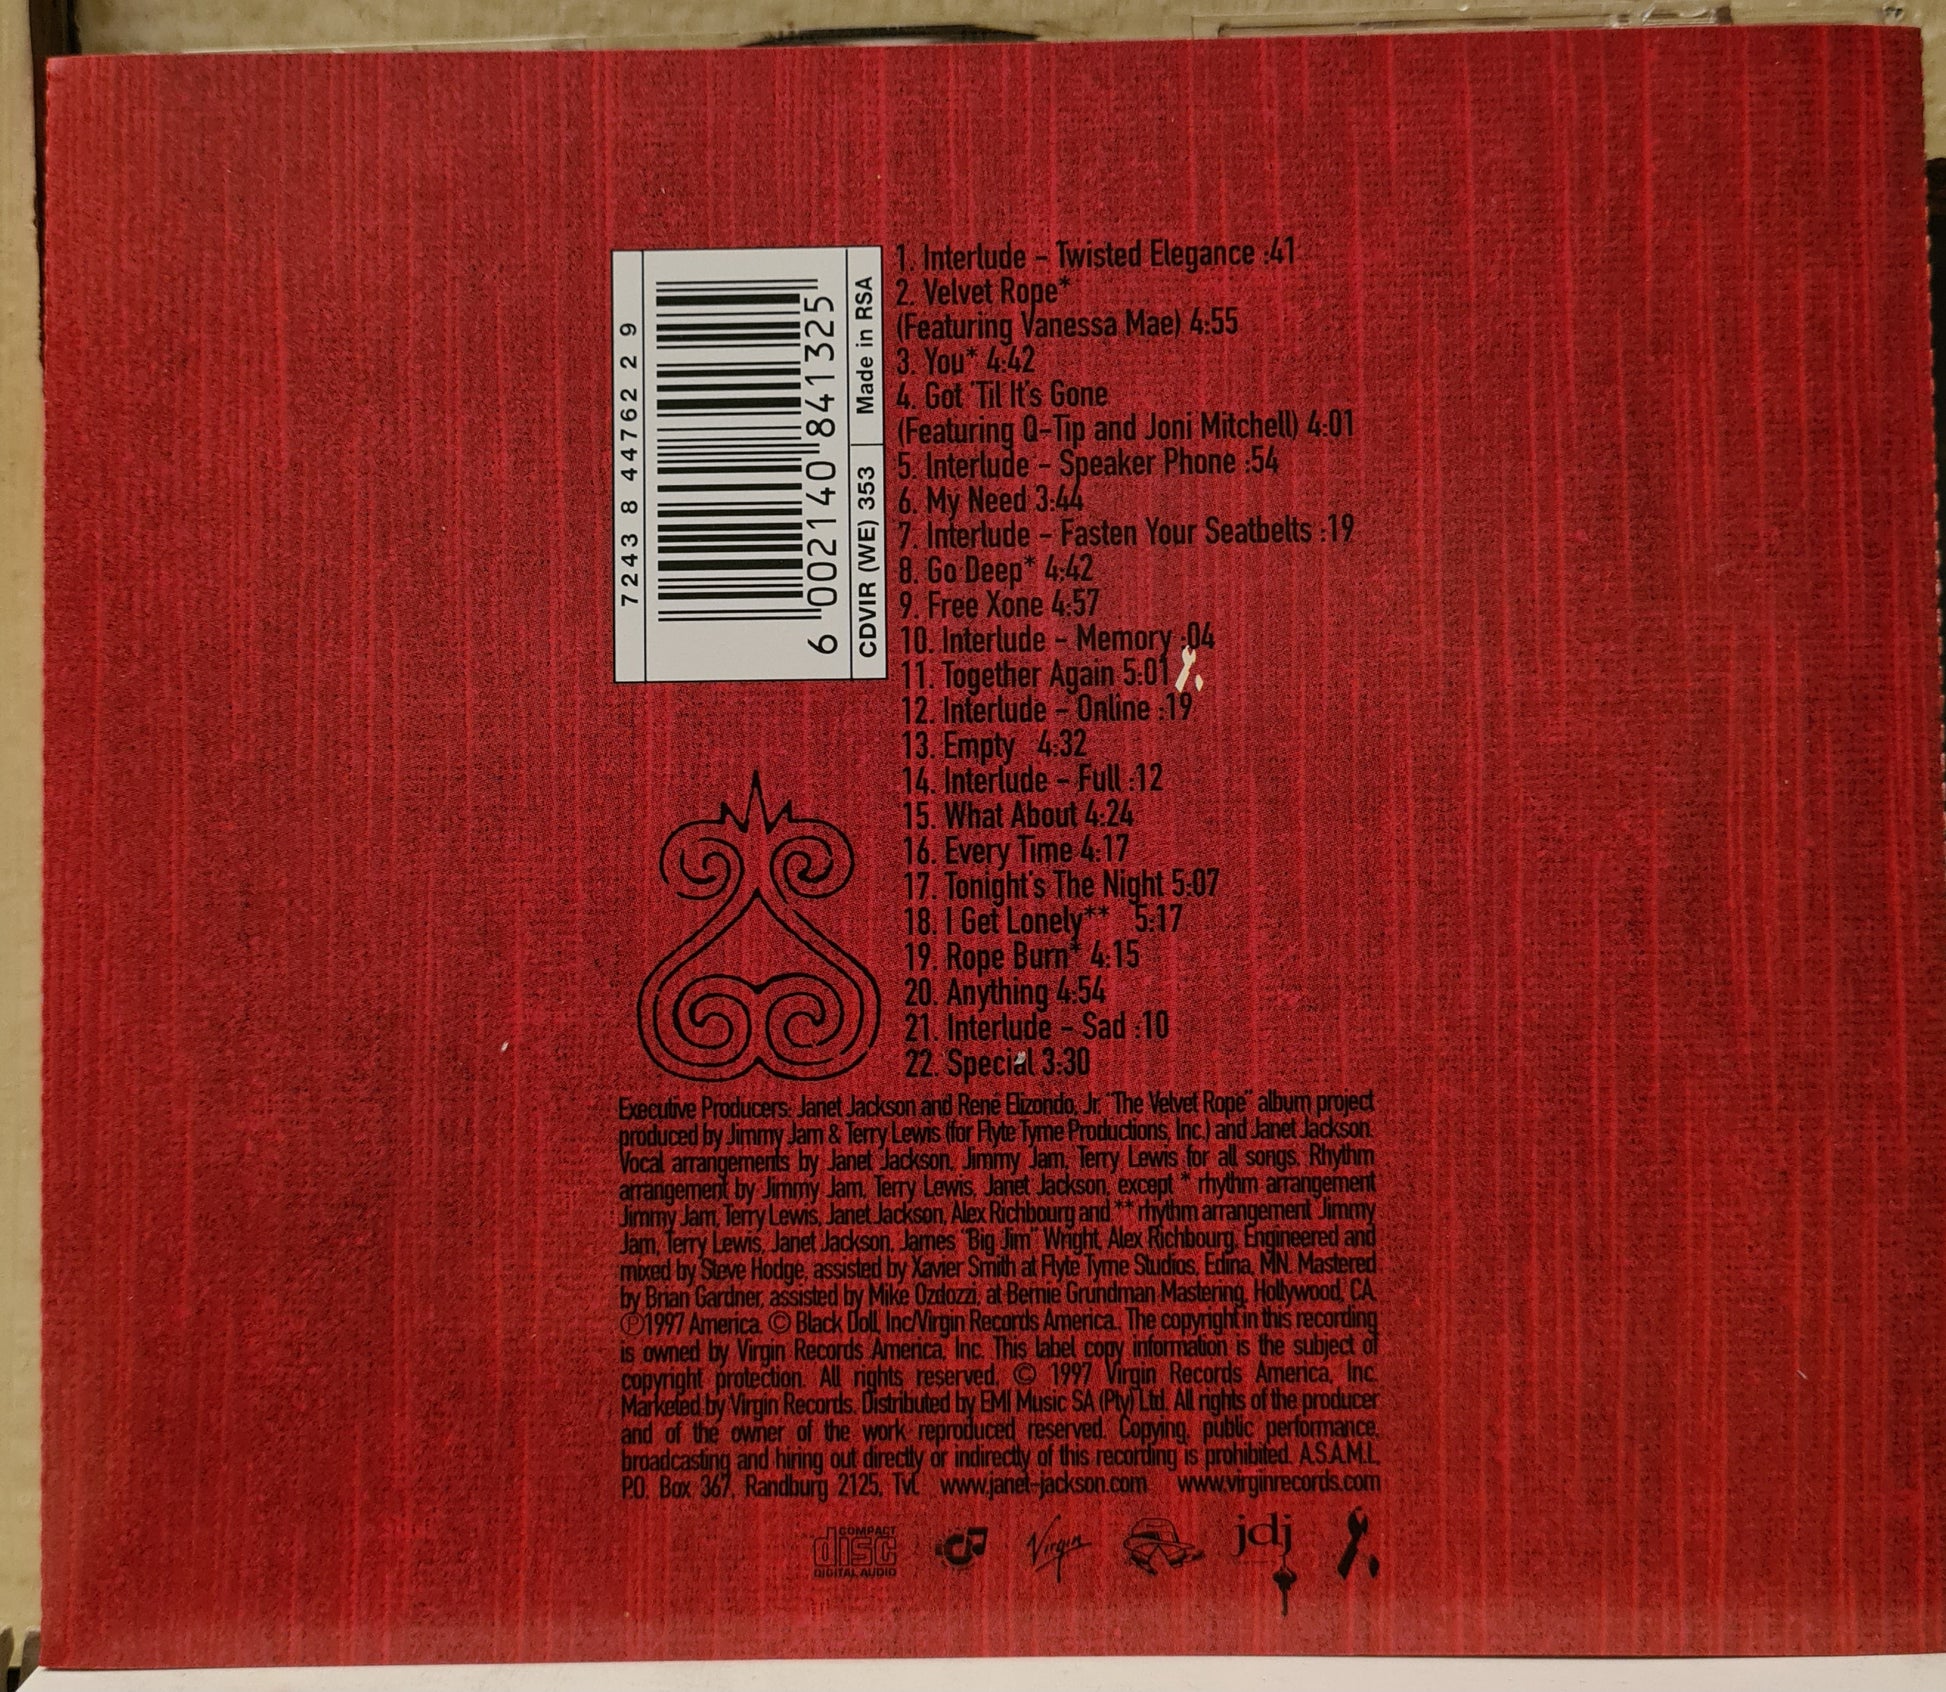 7243 8 44762 2 9
6 002140 841325
CDVIR (WE) 353
Made in RSA
1. Interlude – Twisted Elegance :41
2. Velvet Rope*
(Featuring Vanessa Mae) 4:55
3. You* 4:42
4. Got 'Til It's Gone
(Featuring Q-Tip and Joni Mitchell) 4:01
5. Interlude – Speaker Phone :54
6. My Need 3:44
7. Interlude – Fasten Your Seatbelts :19
8. Go Deep* 4:42
9. Free Xone 4:57
10. Interlude – Memory :04
11. Together Again 5:01
12. Interlude – Online :19
13. Empty 4:32
14. Interlude – Full :12
15. What About 4:24
16. Every Time 4:17
17. Tonight's The Night 5:07
18. I Get Lonely** 5:17
19. Rope Burn* 4:15
20. Anything 4:54
21. Interlude – Sad :10
22. Special 3:30
Executive Producers: Janet Jackson and René Elizondo, Jr. "The Velvet Rope" album project
produced by Jimmy Jam & Terry Lewis (for Flyte Tyme Productions, Inc.) and Janet Jackson.
Vocal arrangements by Janet Jackson, Jimmy Jam, Terry Lewis for all songs. Rhythm
arrangement by Jimmy Jam, Terry Lewis, Janet Jackson, except * rhythm arrangement
Jimmy Jam, Terry Lewis, Janet Jackson, Alex Richbourg and ** rhythm arrangement Jimmy
Jam, Terry Lewis, Janet Jackson, James "Big Jim" Wright, Alex Richbourg. Engineered and
mixed by Steve Hodge, assisted by Xavier Smith at Flyte Tyme Studios, Edina, MN. Mastered
by Brian Gardner, assisted by Mike Ozdozzi, at Bernie Grundman Mastering, Hollywood, CA.
Ⓟ1997 America. © Black Doll, Inc/Virgin Records America. The copyright in this recording
is owned by Virgin Records America, Inc. This label copy information is the subject of
copyright protection. All rights reserved. © 1997 Virgin Records America, Inc.
Marketed by Virgin Records. Distributed by EMI Music SA (Pty) Ltd. All rights of the producer
and of the owner of the work reproduced reserved. Copying, public performance,
broadcasting and hiring out directly or indirectly of this recording is prohibited. A.S.A.M.I.,
P.O. Box 367, Randburg 2125, Tvl. www.janet-jackson.com www.virginrecords.com
COMPACT
disc
DIGITAL AUDIO
Virgin
jdj